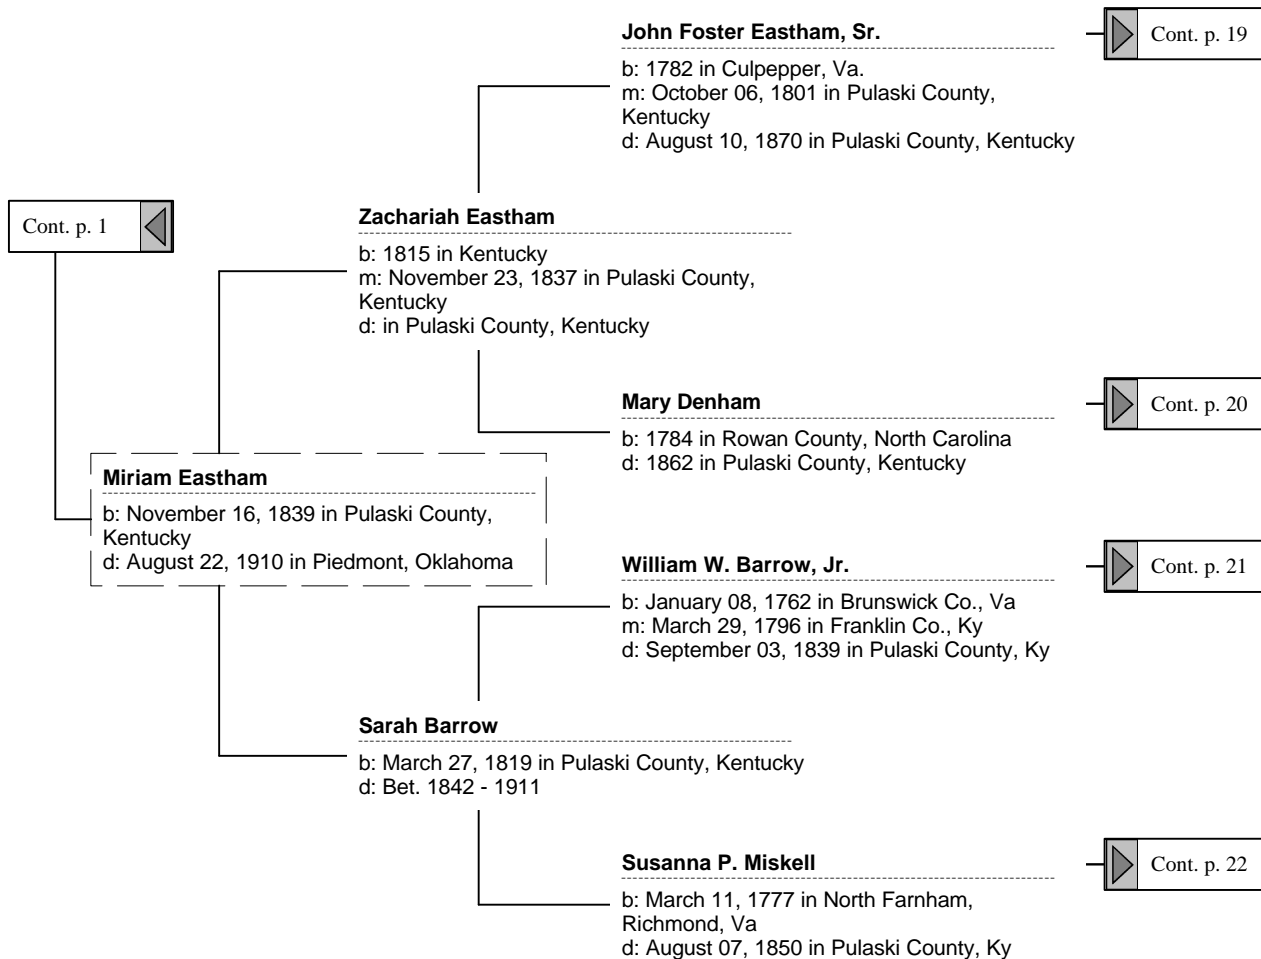 John Foster Eastham, Sr.
b: 1782 in Culpepper, Va.
m: October 06, 1801 in Pulaski County,
Kentucky
d: August 10, 1870 in Pulaski County, Kentucky
Cont. p. 19
Cont. p. 1
Zachariah Eastham
b: 1815 in Kentucky
m: November 23, 1837 in Pulaski County,
Kentucky
d: in Pulaski County, Kentucky
Mary Denham
b: 1784 in Rowan County, North Carolina
d: 1862 in Pulaski County, Kentucky
Cont. p. 20
Miriam Eastham
b: November 16, 1839 in Pulaski County,
Kentucky
d: August 22, 1910 in Piedmont, Oklahoma
William W. Barrow, Jr.
b: January 08, 1762 in Brunswick Co., Va
m: March 29, 1796 in Franklin Co., Ky
d: September 03, 1839 in Pulaski County, Ky
Cont. p. 21
Sarah Barrow
b: March 27, 1819 in Pulaski County, Kentucky
d: Bet. 1842 - 1911
Susanna P. Miskell
b: March 11, 1777 in North Farnham,
Richmond, Va
d: August 07, 1850 in Pulaski County, Ky
Cont. p. 22